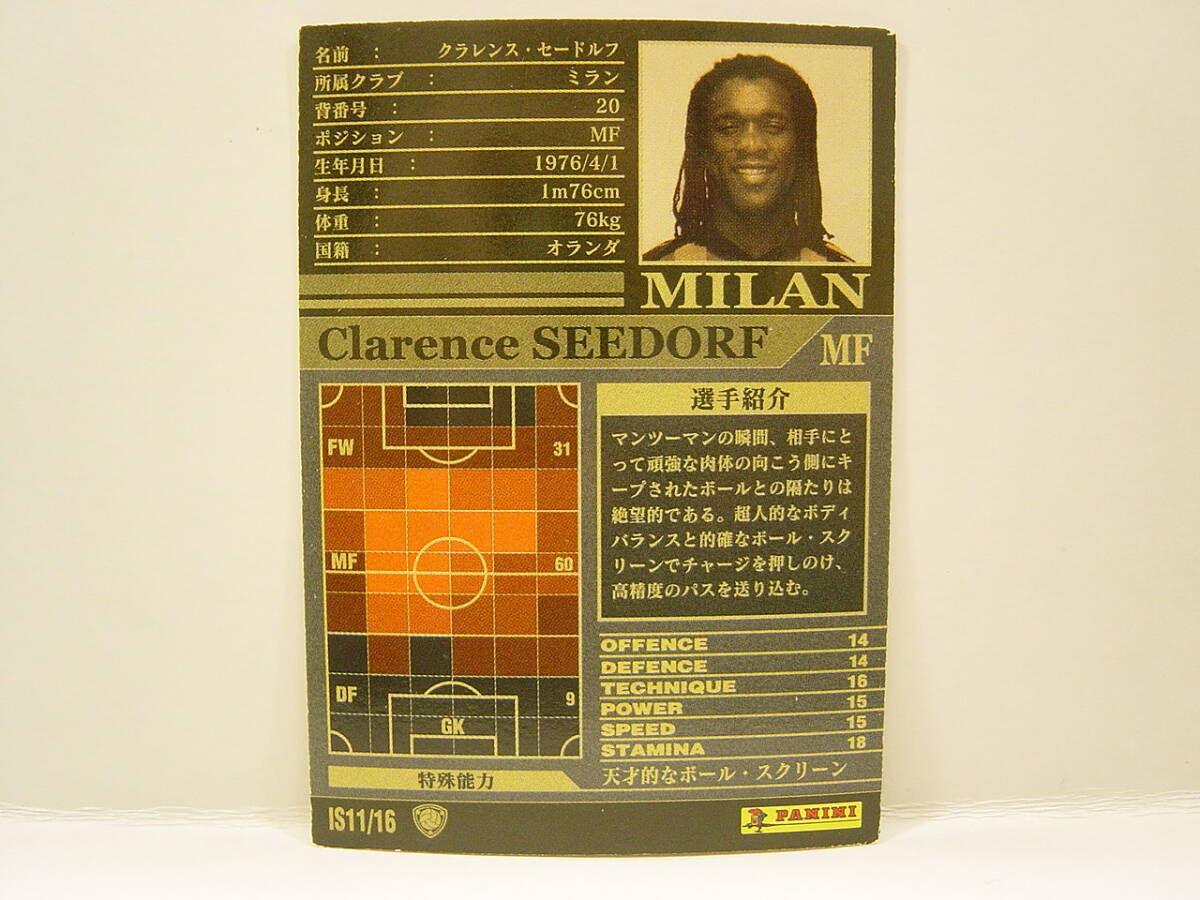 名前 : クラレンス・セードルフ
所属クラブ : ミラン
背番号 : 20
ポジション : MF
生年月日 : 1976/4/1
身長 : 1m76cm
体重 : 76kg
国籍 : オランダ
MILAN
Clarence SEEDORF MF
FW 31
MF 60
DF 9
GK
特殊能力
選手紹介
マンツーマンの瞬間、相手にと
って頑強な肉体の向こう側にキ
ープされたボールとの隔たりは
絶望的である。超人的なボディ
バランスと的確なボール・スク
リーンでチャージを押しのけ、
高精度のパスを送り込む。
OFFENCE 14
DEFENCE 14
TECHNIQUE 16
POWER 15
SPEED 15
STAMINA 18
天才的なボール・スクリーン
IS11/16
PANINI